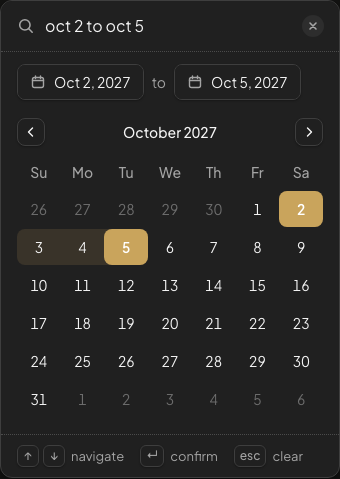 oct 2 to oct 5
Oct 2, 2027 to Oct 5, 2027
October 2027
Su Mo Tu We Th Fr Sa
26 27 28 29 30 1 2
3 4 5 6 7 8 9
10 11 12 13 14 15 16
17 18 19 20 21 22 23
24 25 26 27 28 29 30
31 1 2 3 4 5 6
↑ ↓ navigate ↵ confirm esc clear